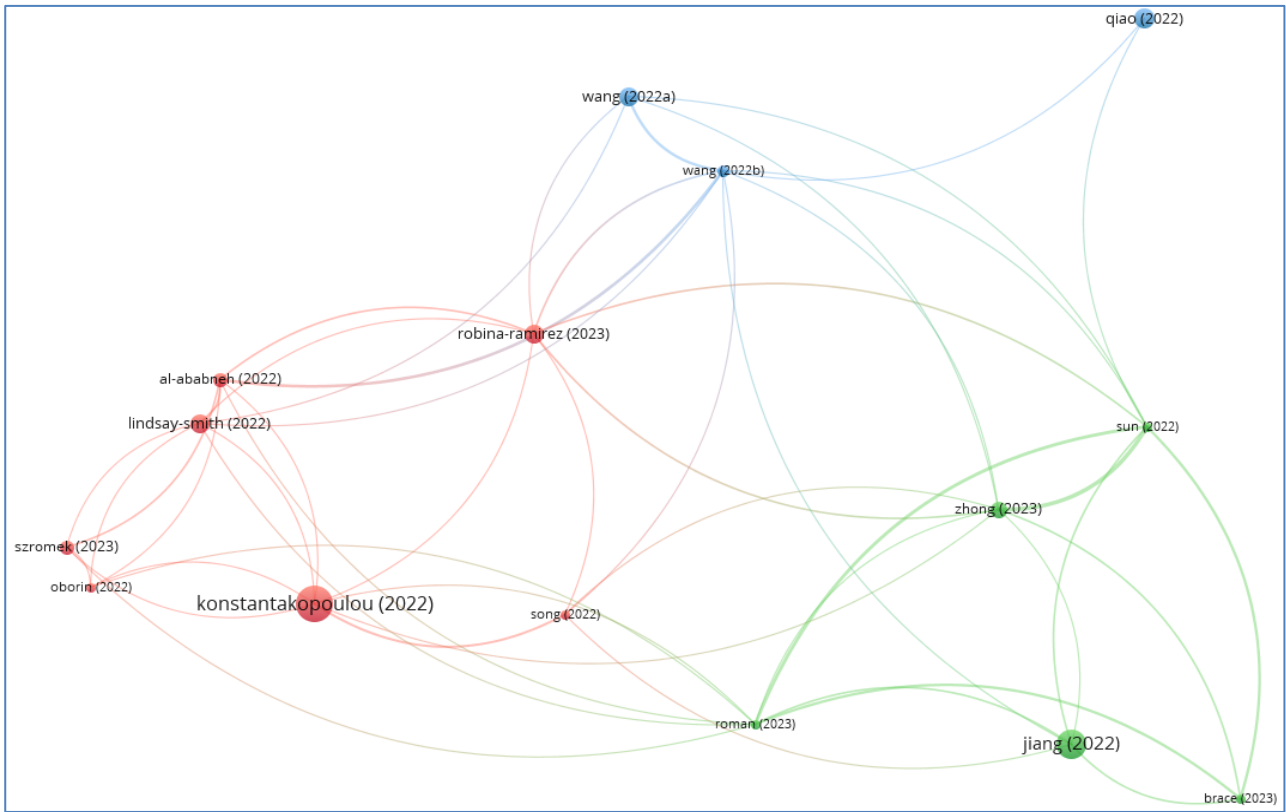 qiao (2022)
wang (2022a)
wang (2022b)
robina-ramirez (2023)
al-ababneh (2022)
lindsay-smith (2022)
sun (2022)
zhong (2023)
szromek (2023)
oborin (2022)
konstantakopoulou (2022)
song (2022)
roman (2023)
jiang (2022)
brace (2023)